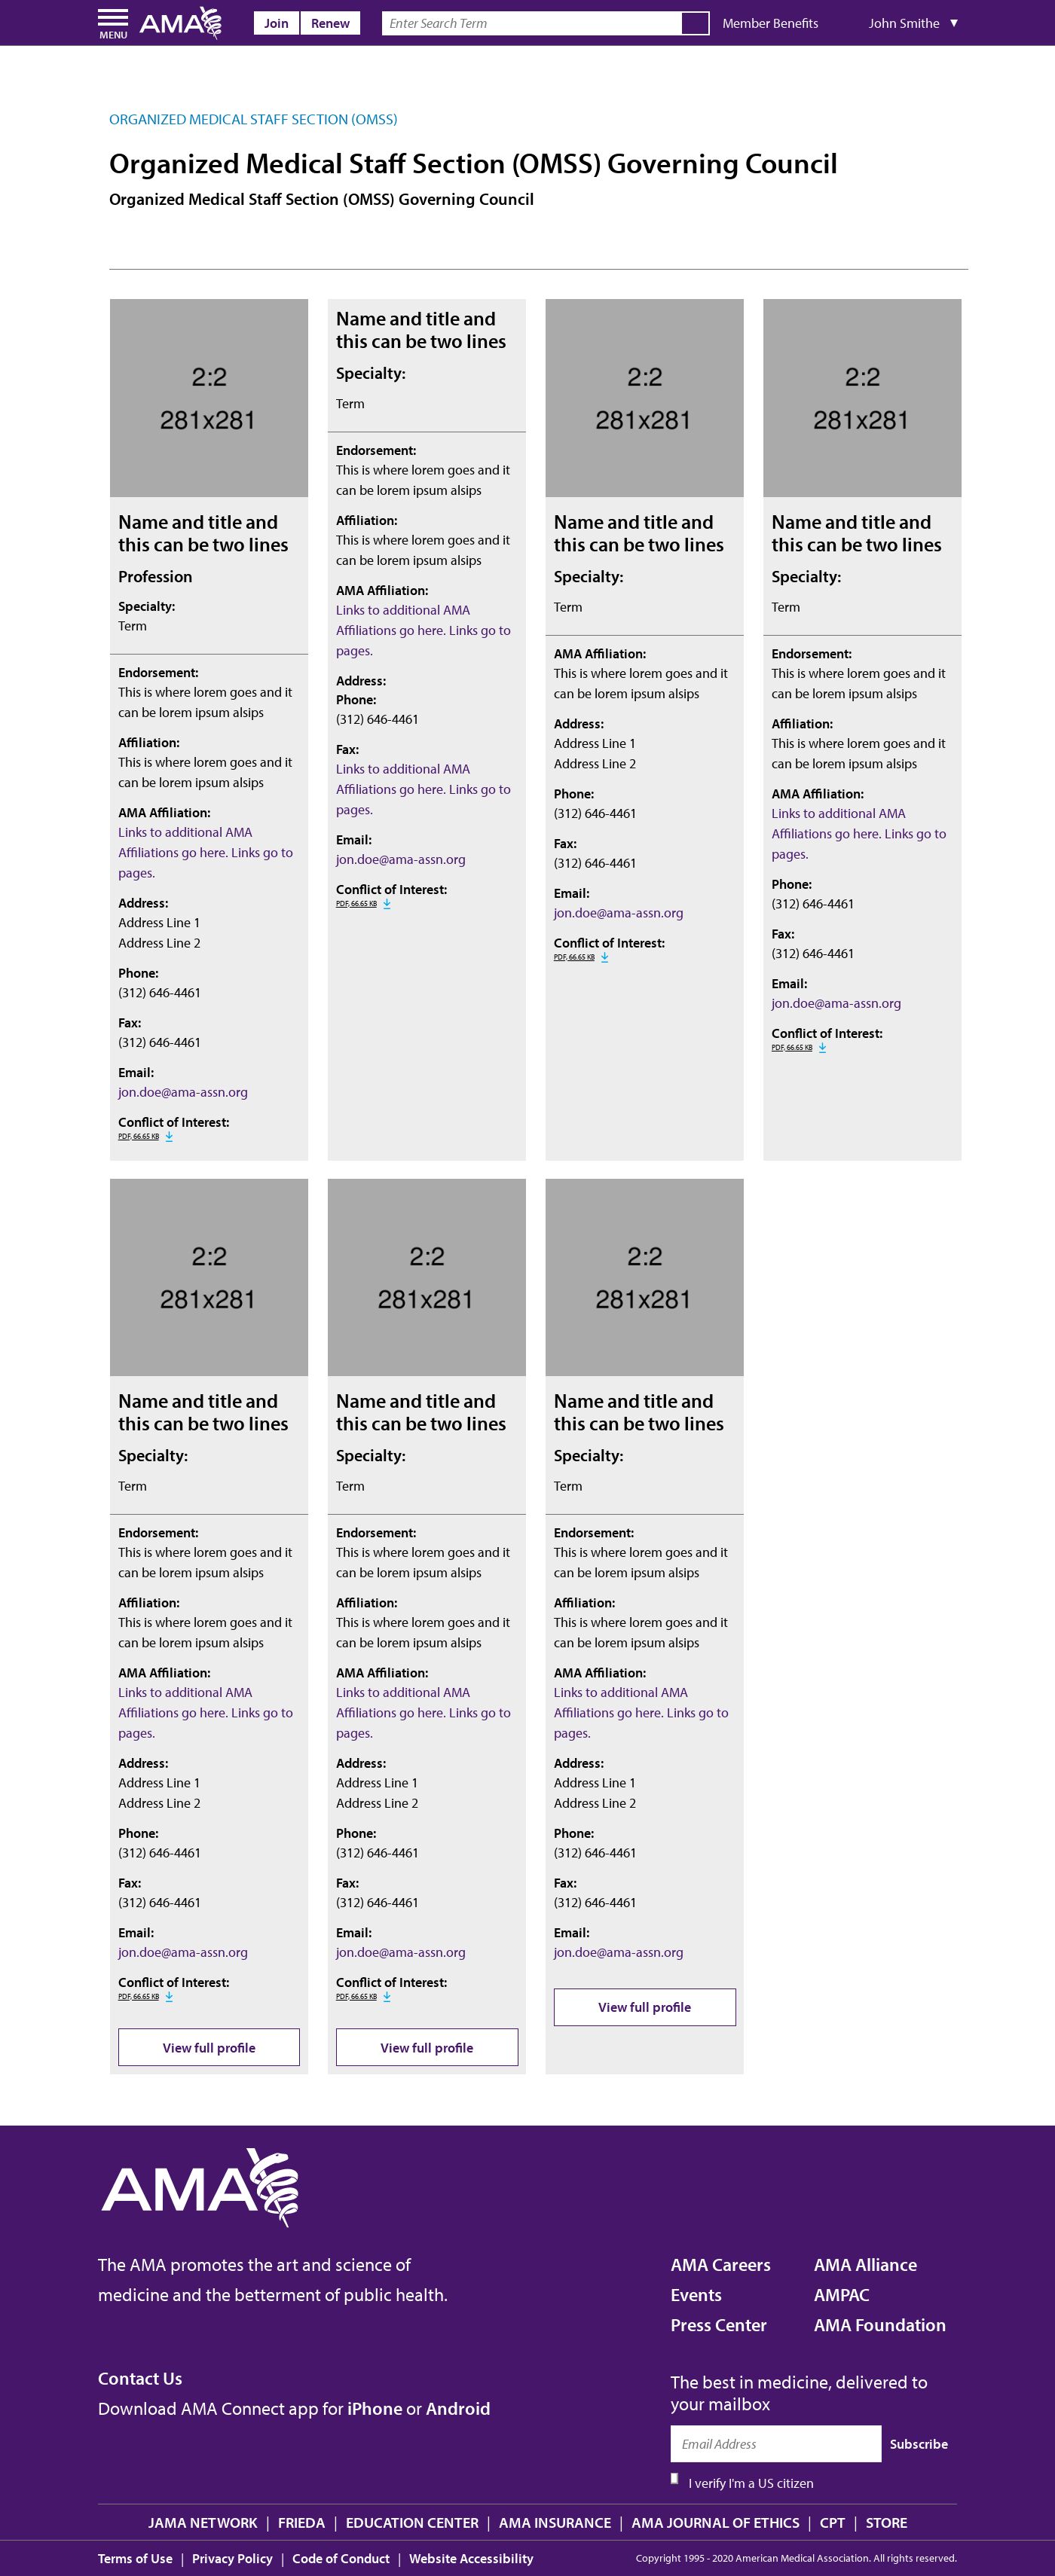 MENU
AMA
Join
Renew
Enter Search Term
Member Benefits
John Smithe ▼
ORGANIZED MEDICAL STAFF SECTION (OMSS)
Organized Medical Staff Section (OMSS) Governing Council
Organized Medical Staff Section (OMSS) Governing Council
2:2
281x281
Name and title and
this can be two lines
Profession
Specialty:
Term
Endorsement:
This is where lorem goes and it
can be lorem ipsum alsips
Affiliation:
This is where lorem goes and it
can be lorem ipsum alsips
AMA Affiliation:
Links to additional AMA
Affiliations go here. Links go to
pages.
Address:
Address Line 1
Address Line 2
Phone:
(312) 646-4461
Fax:
(312) 646-4461
Email:
jon.doe@ama-assn.org
Conflict of Interest:
PDF, 66.65 KB
Name and title and
this can be two lines
Specialty:
Term
Endorsement:
This is where lorem goes and it
can be lorem ipsum alsips
Affiliation:
This is where lorem goes and it
can be lorem ipsum alsips
AMA Affiliation:
Links to additional AMA
Affiliations go here. Links go to
pages.
Address:
Phone:
(312) 646-4461
Fax:
Links to additional AMA
Affiliations go here. Links go to
pages.
Email:
jon.doe@ama-assn.org
Conflict of Interest:
PDF, 66.65 KB
2:2
281x281
Name and title and
this can be two lines
Specialty:
Term
AMA Affiliation:
This is where lorem goes and it
can be lorem ipsum alsips
Address:
Address Line 1
Address Line 2
Phone:
(312) 646-4461
Fax:
(312) 646-4461
Email:
jon.doe@ama-assn.org
Conflict of Interest:
PDF, 66.65 KB
2:2
281x281
Name and title and
this can be two lines
Specialty:
Term
Endorsement:
This is where lorem goes and it
can be lorem ipsum alsips
Affiliation:
This is where lorem goes and it
can be lorem ipsum alsips
AMA Affiliation:
Links to additional AMA
Affiliations go here. Links go to
pages.
Phone:
(312) 646-4461
Fax:
(312) 646-4461
Email:
jon.doe@ama-assn.org
Conflict of Interest:
PDF, 66.65 KB
2:2
281x281
Name and title and
this can be two lines
Specialty:
Term
Endorsement:
This is where lorem goes and it
can be lorem ipsum alsips
Affiliation:
This is where lorem goes and it
can be lorem ipsum alsips
AMA Affiliation:
Links to additional AMA
Affiliations go here. Links go to
pages.
Address:
Address Line 1
Address Line 2
Phone:
(312) 646-4461
Fax:
(312) 646-4461
Email:
jon.doe@ama-assn.org
Conflict of Interest:
PDF, 66.65 KB
View full profile
2:2
281x281
Name and title and
this can be two lines
Specialty:
Term
Endorsement:
This is where lorem goes and it
can be lorem ipsum alsips
Affiliation:
This is where lorem goes and it
can be lorem ipsum alsips
AMA Affiliation:
Links to additional AMA
Affiliations go here. Links go to
pages.
Address:
Address Line 1
Address Line 2
Phone:
(312) 646-4461
Fax:
(312) 646-4461
Email:
jon.doe@ama-assn.org
Conflict of Interest:
PDF, 66.65 KB
View full profile
2:2
281x281
Name and title and
this can be two lines
Specialty:
Term
Endorsement:
This is where lorem goes and it
can be lorem ipsum alsips
Affiliation:
This is where lorem goes and it
can be lorem ipsum alsips
AMA Affiliation:
Links to additional AMA
Affiliations go here. Links go to
pages.
Address:
Address Line 1
Address Line 2
Phone:
(312) 646-4461
Fax:
(312) 646-4461
Email:
jon.doe@ama-assn.org
View full profile
AMA
The AMA promotes the art and science of
medicine and the betterment of public health.
Contact Us
Download AMA Connect app for iPhone or Android
AMA Careers
Events
Press Center
AMA Alliance
AMPAC
AMA Foundation
The best in medicine, delivered to
your mailbox
Email Address
Subscribe
I verify I'm a US citizen
JAMA NETWORK | FRIEDA | EDUCATION CENTER | AMA INSURANCE | AMA JOURNAL OF ETHICS | CPT | STORE
Terms of Use | Privacy Policy | Code of Conduct | Website Accessibility
Copyright 1995 - 2020 American Medical Association. All rights reserved.